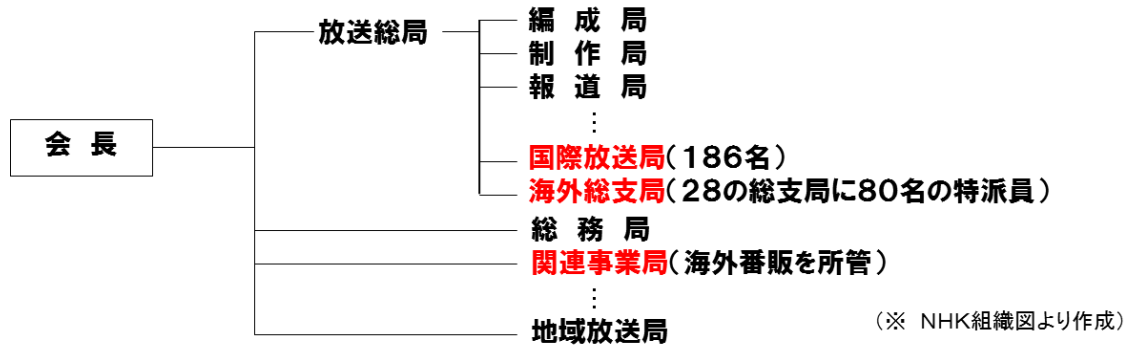 放送総局
編成局
制作局
報道局
⋮
会長
国際放送局(186名)
海外総支局(28の総支局に80名の特派員)
総務局
関連事業局(海外番販を所管)
⋮
地域放送局
(※ NHK組織図より作成)